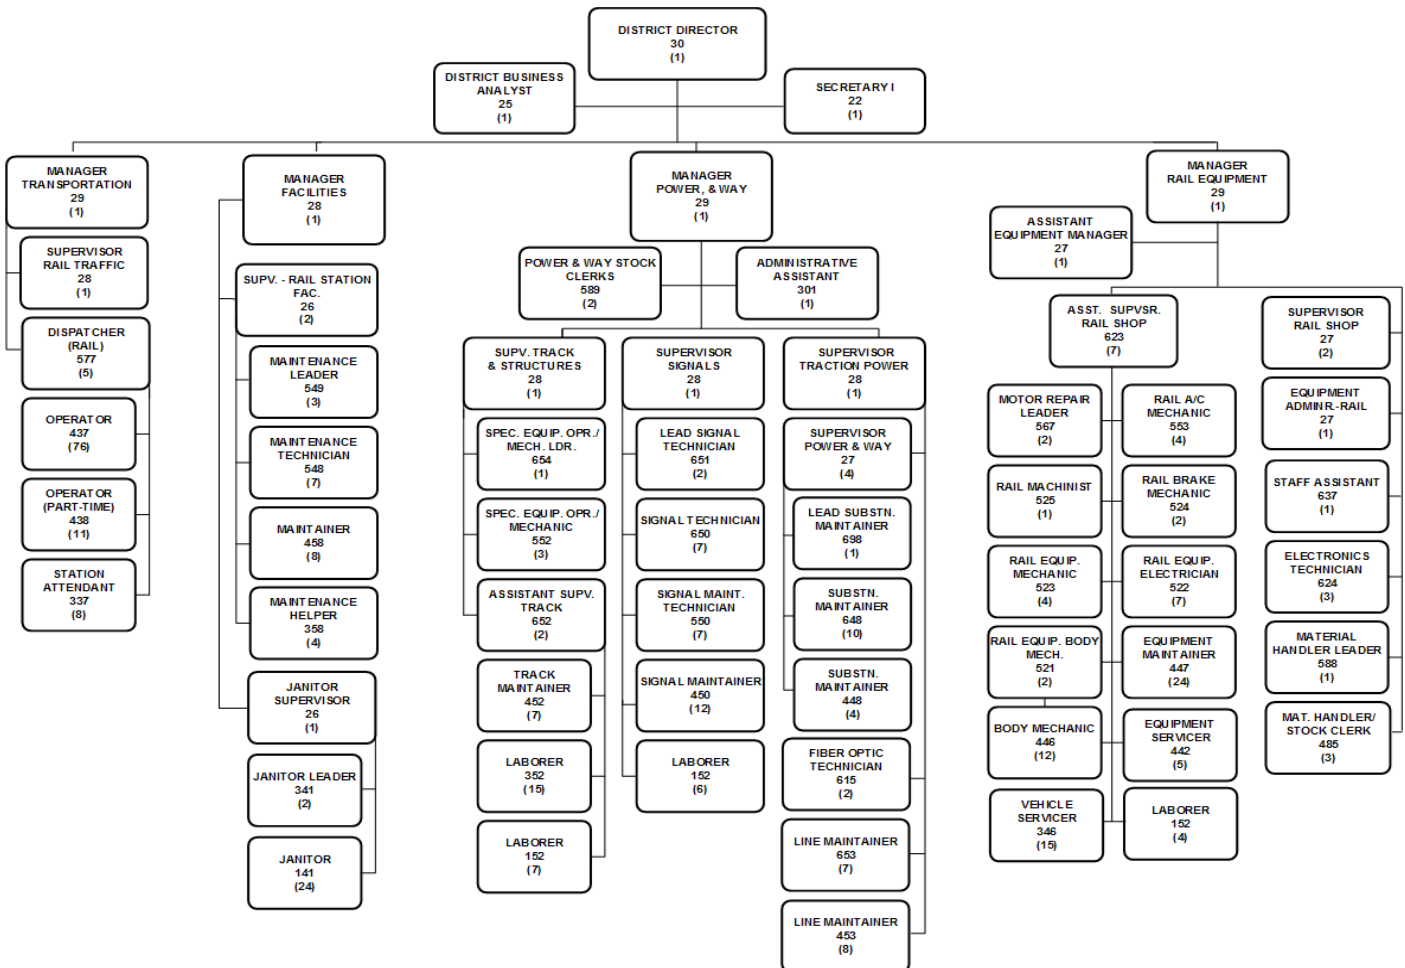 DISTRICT DIRECTOR
30
(1)
DISTRICT BUSINESS
ANALYST
25
(1)
SECRETARY I
22
(1)
MANAGER
TRANSPORTATION
29
(1)
SUPERVISOR
RAIL TRAFFIC
28
(1)
DISPATCHER
(RAIL)
577
(5)
OPERATOR
437
(76)
OPERATOR
(PART-TIME)
438
(11)
STATION
ATTENDANT
337
(8)
MANAGER
FACILITIES
28
(1)
SUPV. - RAIL STATION
FAC.
26
(2)
MAINTENANCE
LEADER
549
(3)
MAINTENANCE
TECHNICIAN
548
(7)
MAINTAINER
458
(8)
MAINTENANCE
HELPER
358
(4)
JANITOR
SUPERVISOR
26
(1)
JANITOR LEADER
341
(2)
JANITOR
141
(24)
MANAGER
POWER, & WAY
29
(1)
POWER & WAY STOCK
CLERKS
589
(2)
ADMINISTRATIVE
ASSISTANT
301
(1)
SUPV. TRACK
& STRUCTURES
28
(1)
SPEC. EQUIP. OPR./
MECH. LDR.
654
(1)
SPEC. EQUIP. OPR./
MECHANIC
552
(3)
ASSISTANT SUPV.
TRACK
652
(2)
TRACK
MAINTAINER
452
(7)
LABORER
352
(15)
LABORER
152
(7)
SUPERVISOR
SIGNALS
28
(1)
LEAD SIGNAL
TECHNICIAN
651
(2)
SIGNAL TECHNICIAN
650
(7)
SIGNAL MAINT.
TECHNICIAN
550
(7)
SIGNAL MAINTAINER
450
(12)
LABORER
152
(6)
SUPERVISOR
TRACTION POWER
28
(1)
SUPERVISOR
POWER & WAY
27
(4)
LEAD SUBSTN.
MAINTAINER
698
(1)
SUBSTN.
MAINTAINER
648
(10)
SUBSTN.
MAINTAINER
448
(4)
FIBER OPTIC
TECHNICIAN
615
(2)
LINE MAINTAINER
653
(7)
LINE MAINTAINER
453
(8)
MANAGER
RAIL EQUIPMENT
29
(1)
ASSISTANT
EQUIPMENT MANAGER
27
(1)
ASST. SUPVSR.
RAIL SHOP
623
(7)
MOTOR REPAIR
LEADER
567
(2)
RAIL A/C
MECHANIC
553
(4)
RAIL MACHINIST
525
(1)
RAIL BRAKE
MECHANIC
524
(2)
RAIL EQUIP.
MECHANIC
523
(4)
RAIL EQUIP.
ELECTRICIAN
522
(7)
RAIL EQUIP. BODY
MECH.
521
(2)
EQUIPMENT
MAINTAINER
447
(24)
BODY MECHANIC
446
(12)
EQUIPMENT
SERVICER
442
(5)
VEHICLE
SERVICER
346
(15)
LABORER
152
(4)
SUPERVISOR
RAIL SHOP
27
(2)
EQUIPMENT
ADMINR.-RAIL
27
(1)
STAFF ASSISTANT
637
(1)
ELECTRONICS
TECHNICIAN
624
(3)
MATERIAL
HANDLER LEADER
588
(1)
MAT. HANDLER/
STOCK CLERK
485
(3)